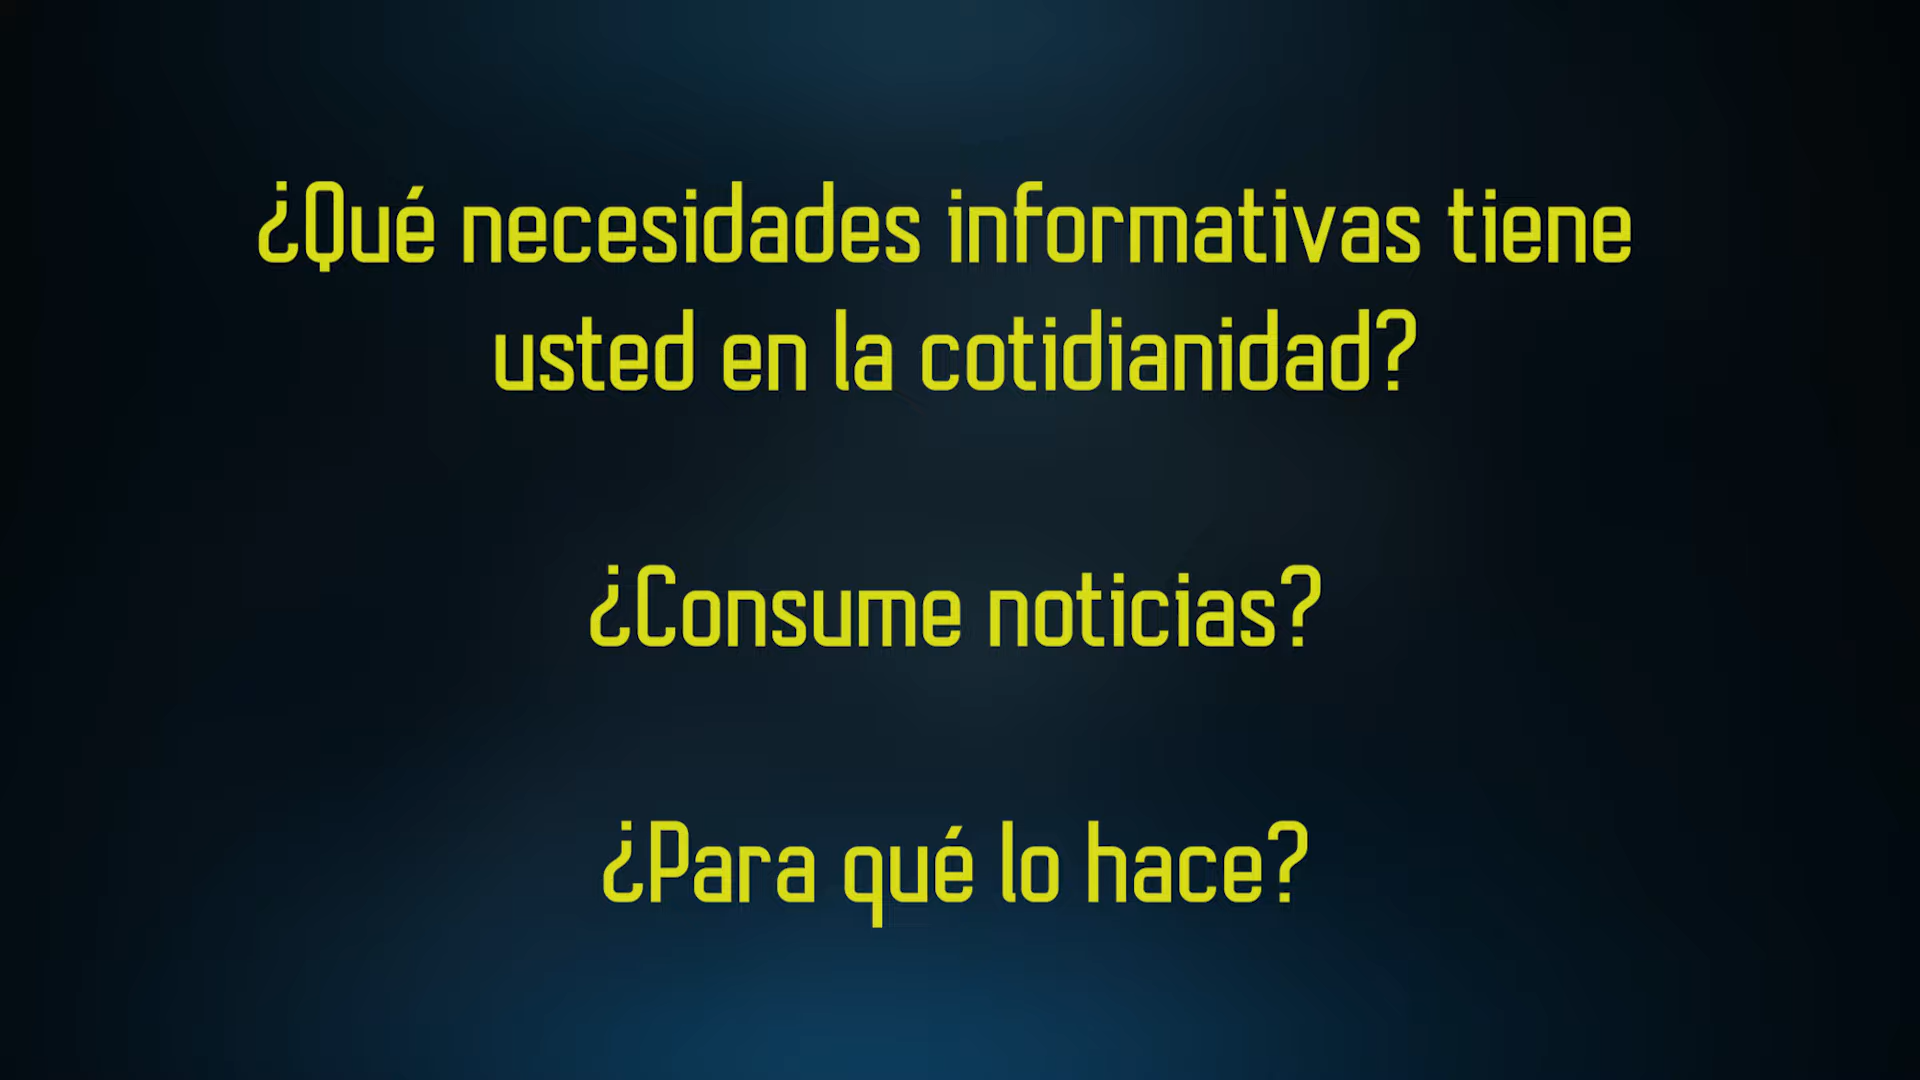 ¿Qué necesidades informativas tiene
usted en la cotidianidad?
¿Consume noticias?
¿Para qué lo hace?